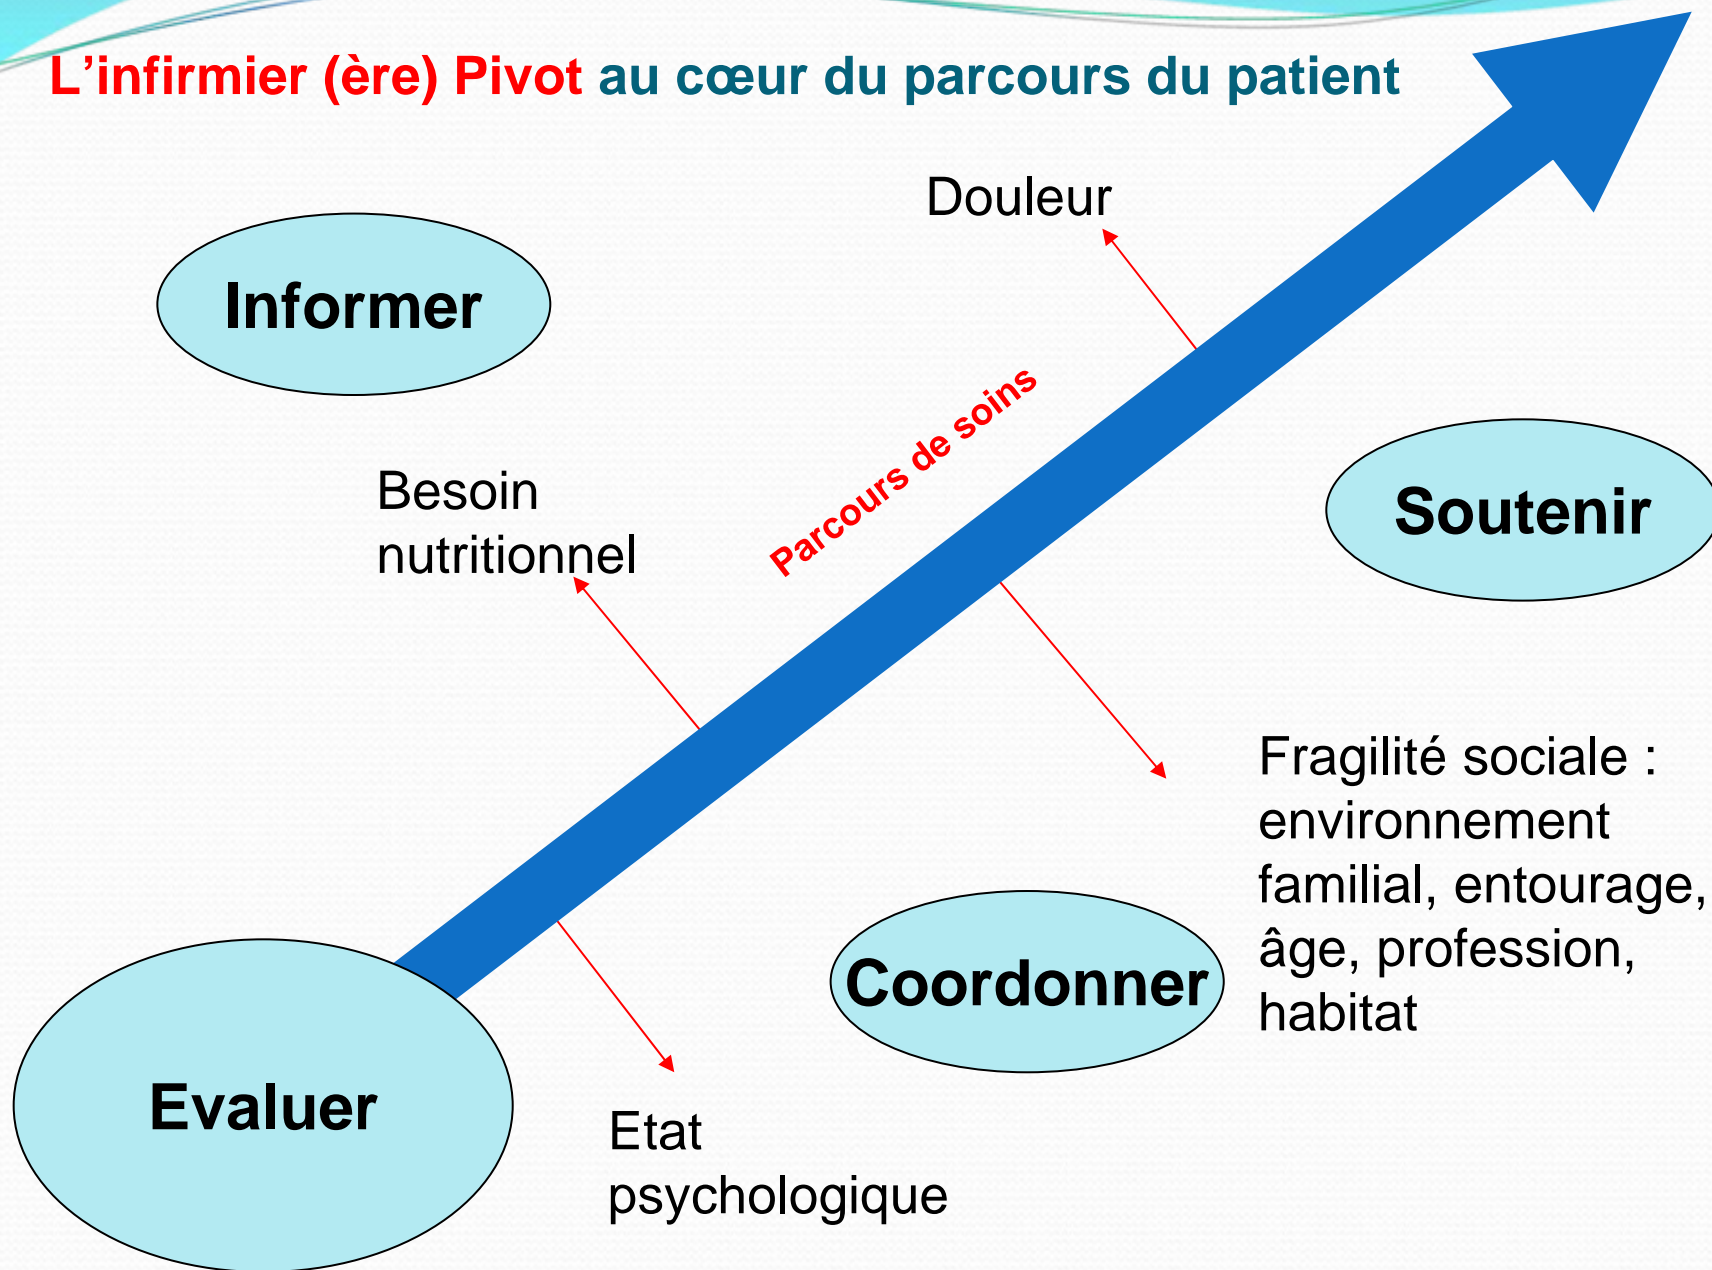 L’infirmier (ère) Pivot au cœur du parcours du patient
Douleur
Informer
Parcours de soins
Besoin
nutritionnel
Soutenir
Fragilité sociale :
environnement
familial, entourage,
âge, profession,
habitat
Coordonner
Evaluer
Etat
psychologique